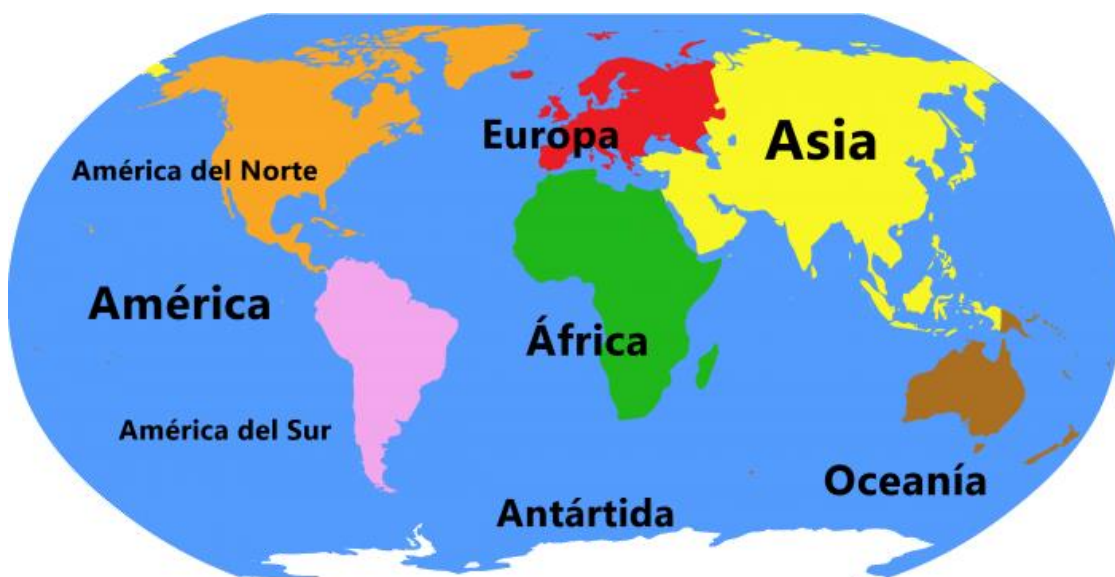 Europa
Asia
América del Norte
América
África
América del Sur
Oceanía
Antártida